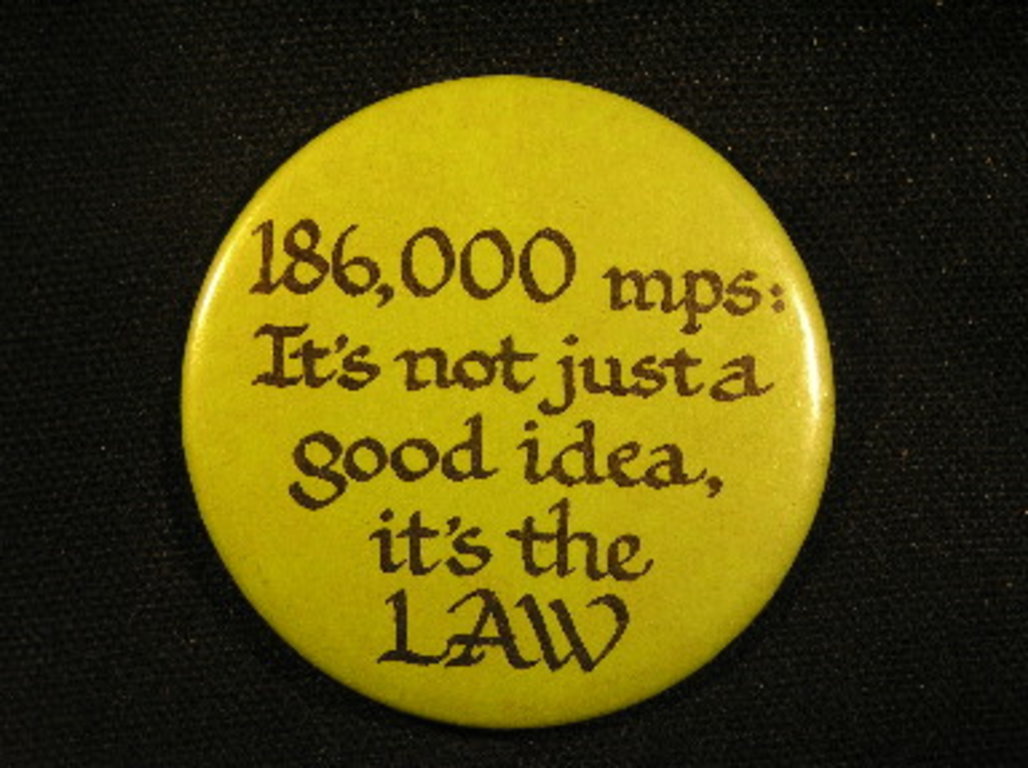 186,000 mps:
It's not just a
good idea,
it's the
LAW